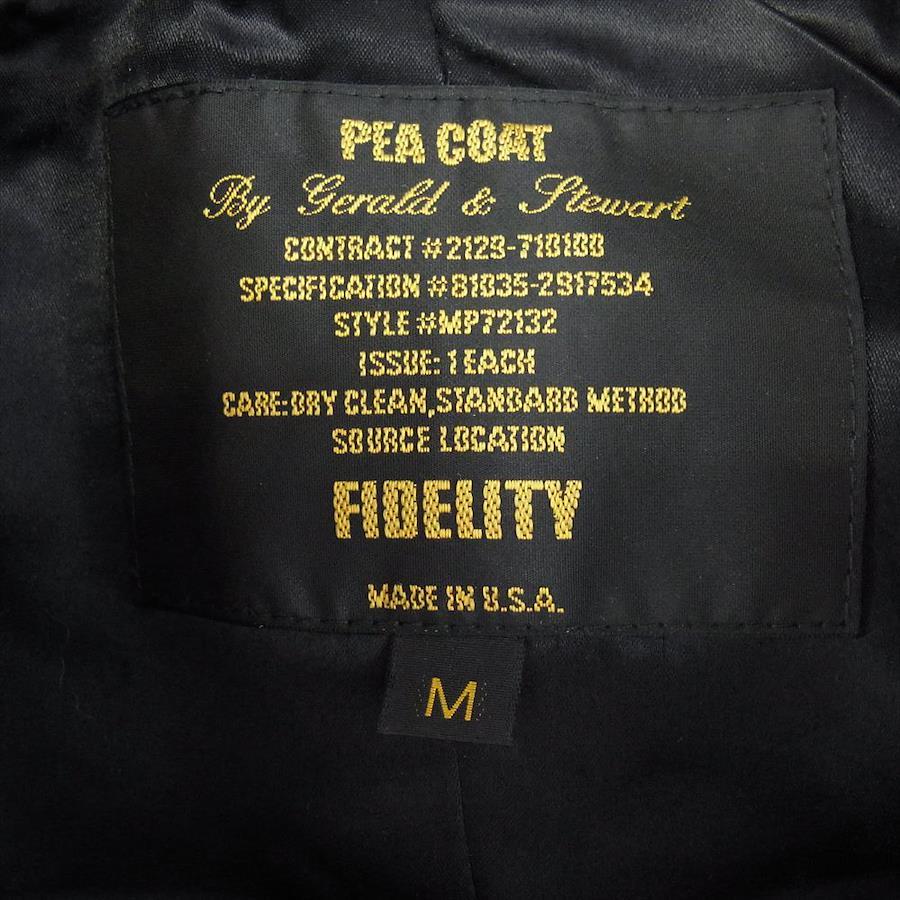 PEA COAT
By Gerald & Stewart
CONTRACT #2129-710100
SPECIFICATION #81035-2917534
STYLE #MP72132
ISSUE: 1 EACH
CARE:DRY CLEAN,STANDARD METHOD
SOURCE LOCATION
FIDELITY
MADE IN U.S.A.
M